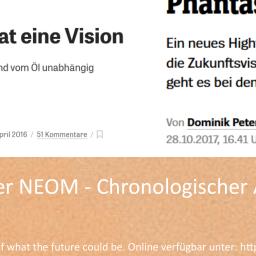 at eine Vision
nd vom Öl unabhängig
pril 2016 / 51 Kommentare /
Phantas
Ein neues Hight
die Zukunftsvis
geht es bei den
Von Dominik Peter
28.10.2017, 16.41 U
er NEOM - Chronologischer A
of what the future could be. Online verfügbar unter: http